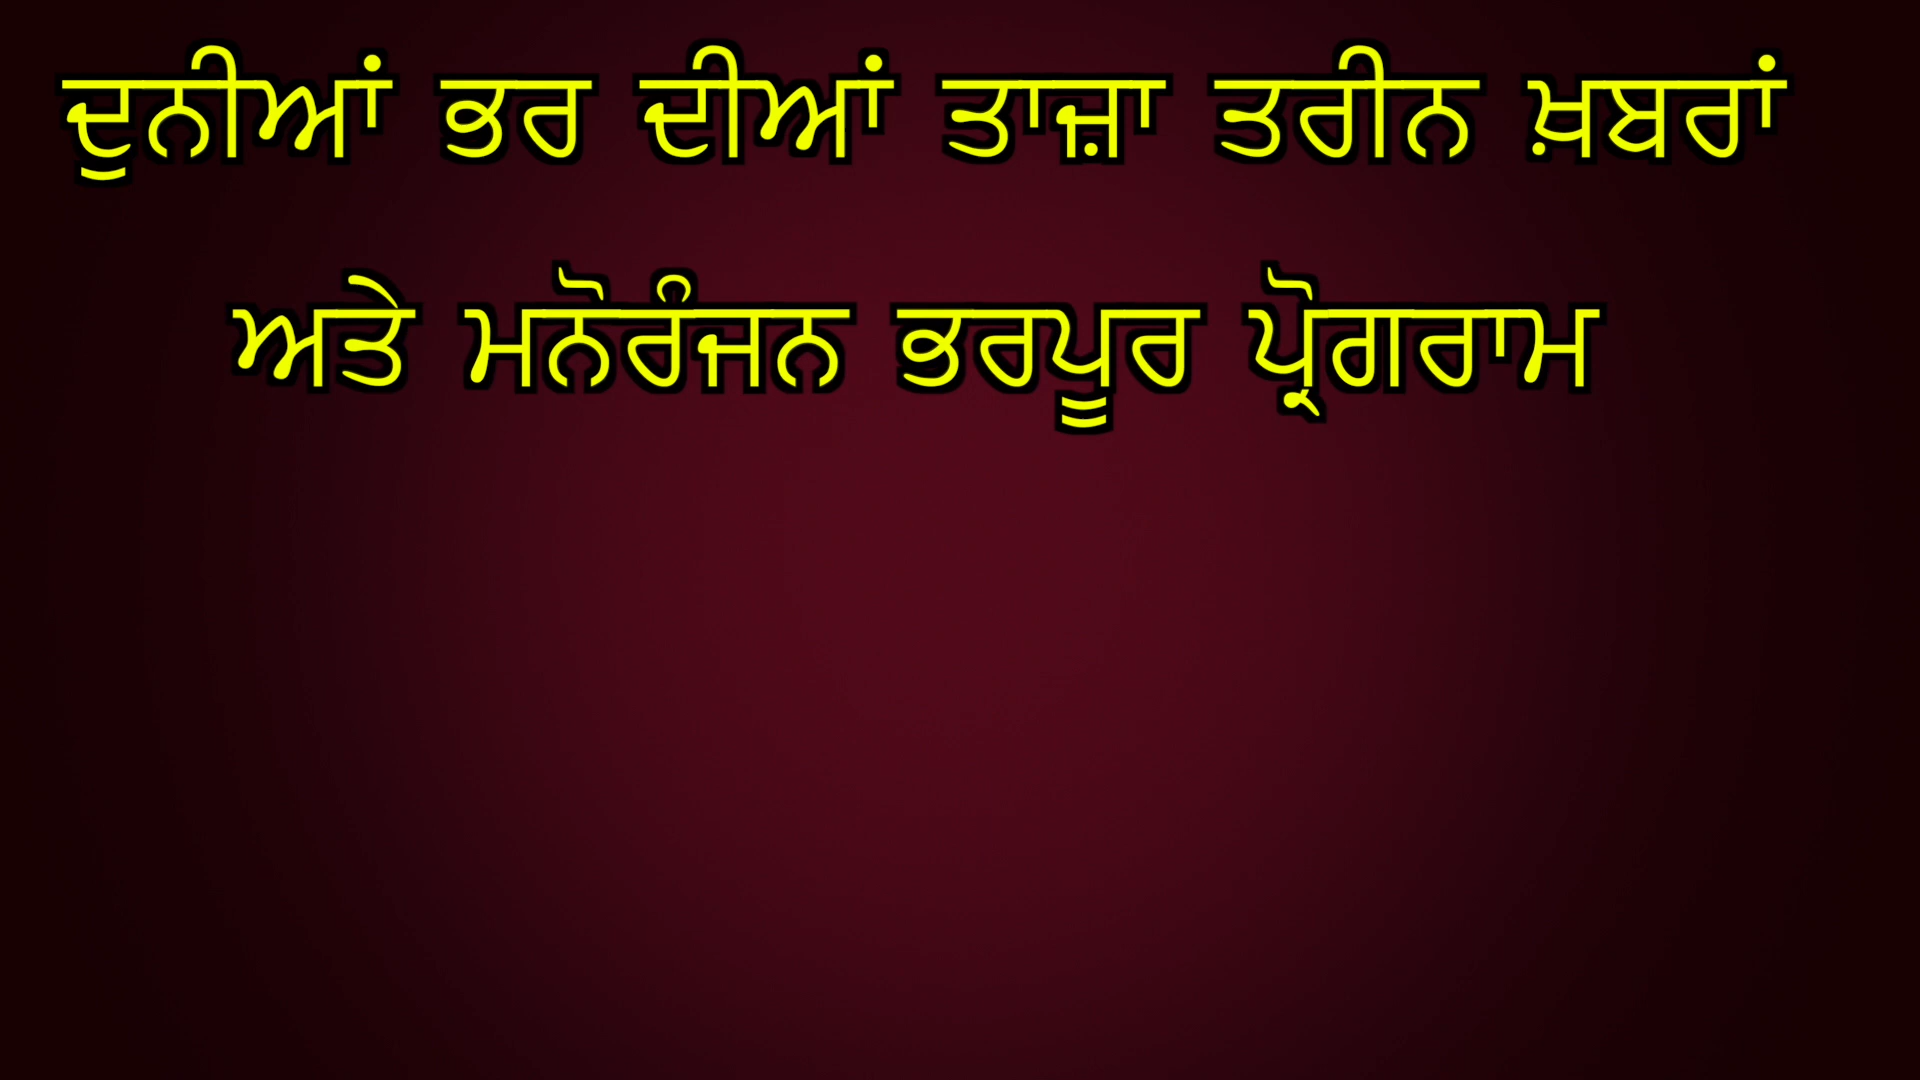 ਦੁਨੀਆਂ ਭਰ ਦੀਆਂ ਤਾਜ਼ਾ ਤਰੀਨ ਖ਼ਬਰਾਂ
ਅਤੇ ਮਨੋਰੰਜਨ ਭਰਪੂਰ ਪ੍ਰੋਗਰਾਮ